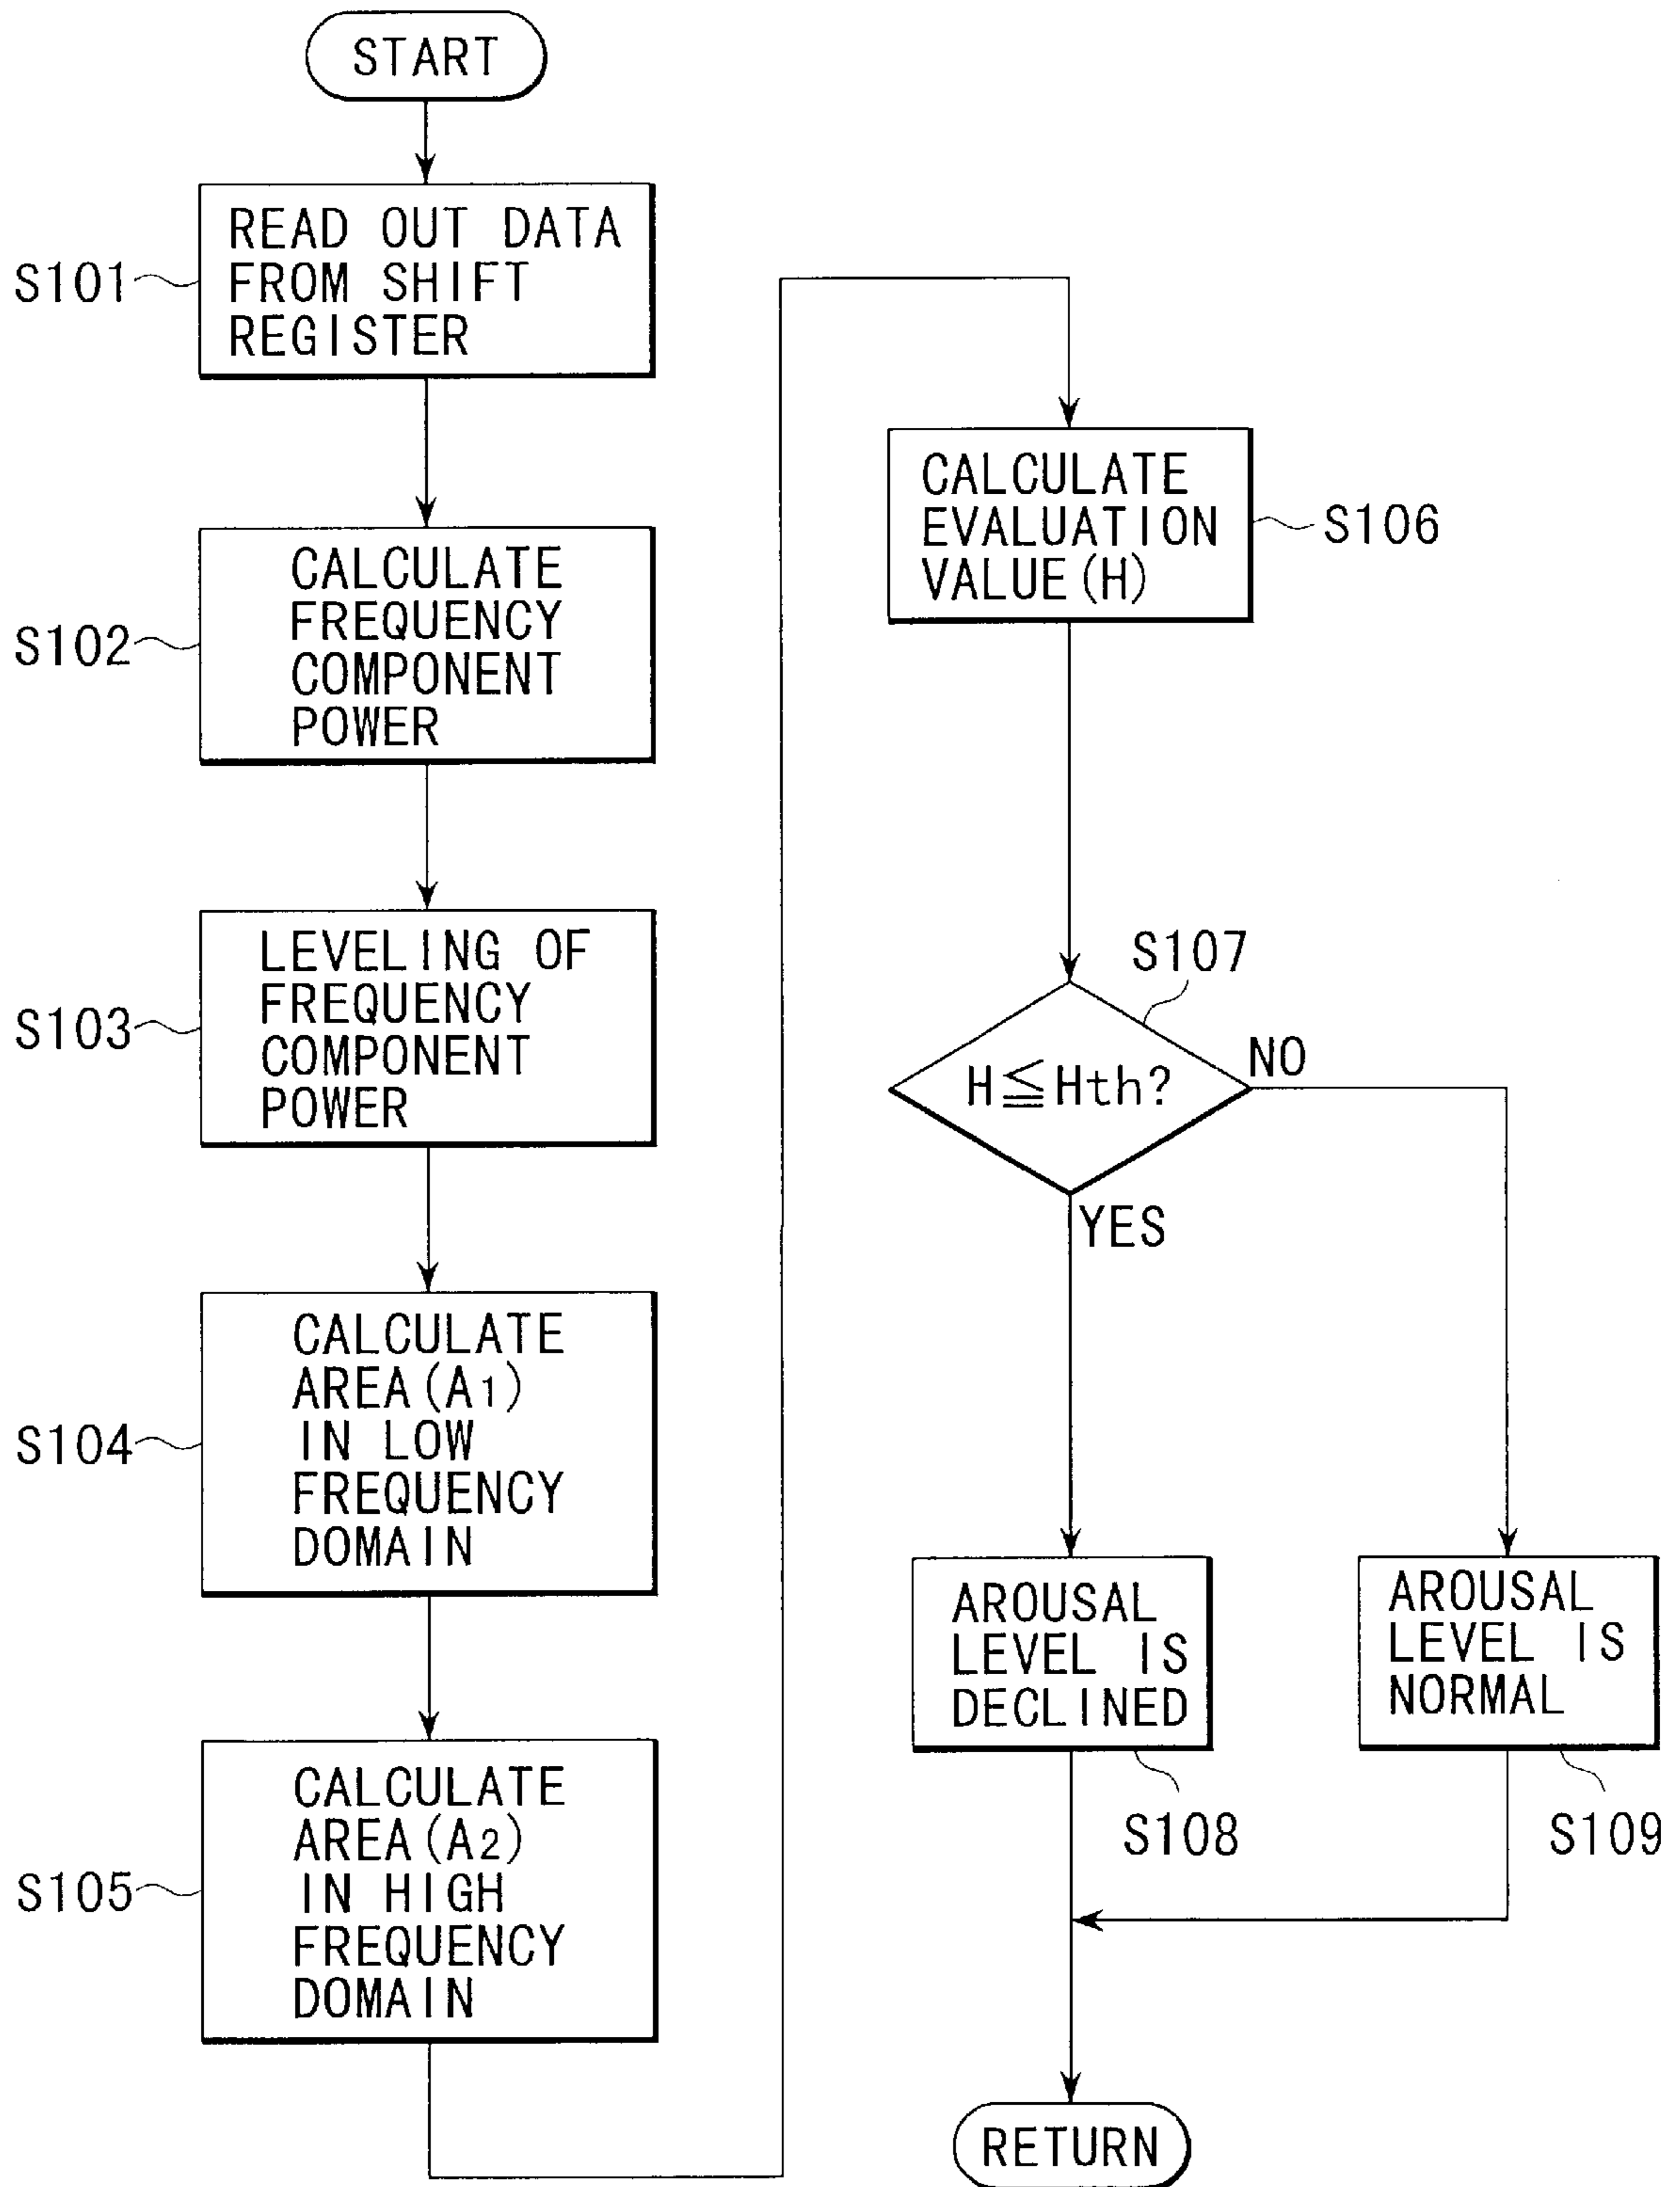 START
S101
READ OUT DATA
FROM SHIFT
REGISTER
S102
CALCULATE
FREQUENCY
COMPONENT
POWER
S103
LEVELING OF
FREQUENCY
COMPONENT
POWER
S104
CALCULATE
AREA(A1)
IN LOW
FREQUENCY
DOMAIN
S105
CALCULATE
AREA(A2)
IN HIGH
FREQUENCY
DOMAIN
CALCULATE
EVALUATION
VALUE(H)
S106
S107
H≦Hth?
NO
YES
AROUSAL
LEVEL IS
DECLINED
S108
AROUSAL
LEVEL IS
NORMAL
S109
RETURN